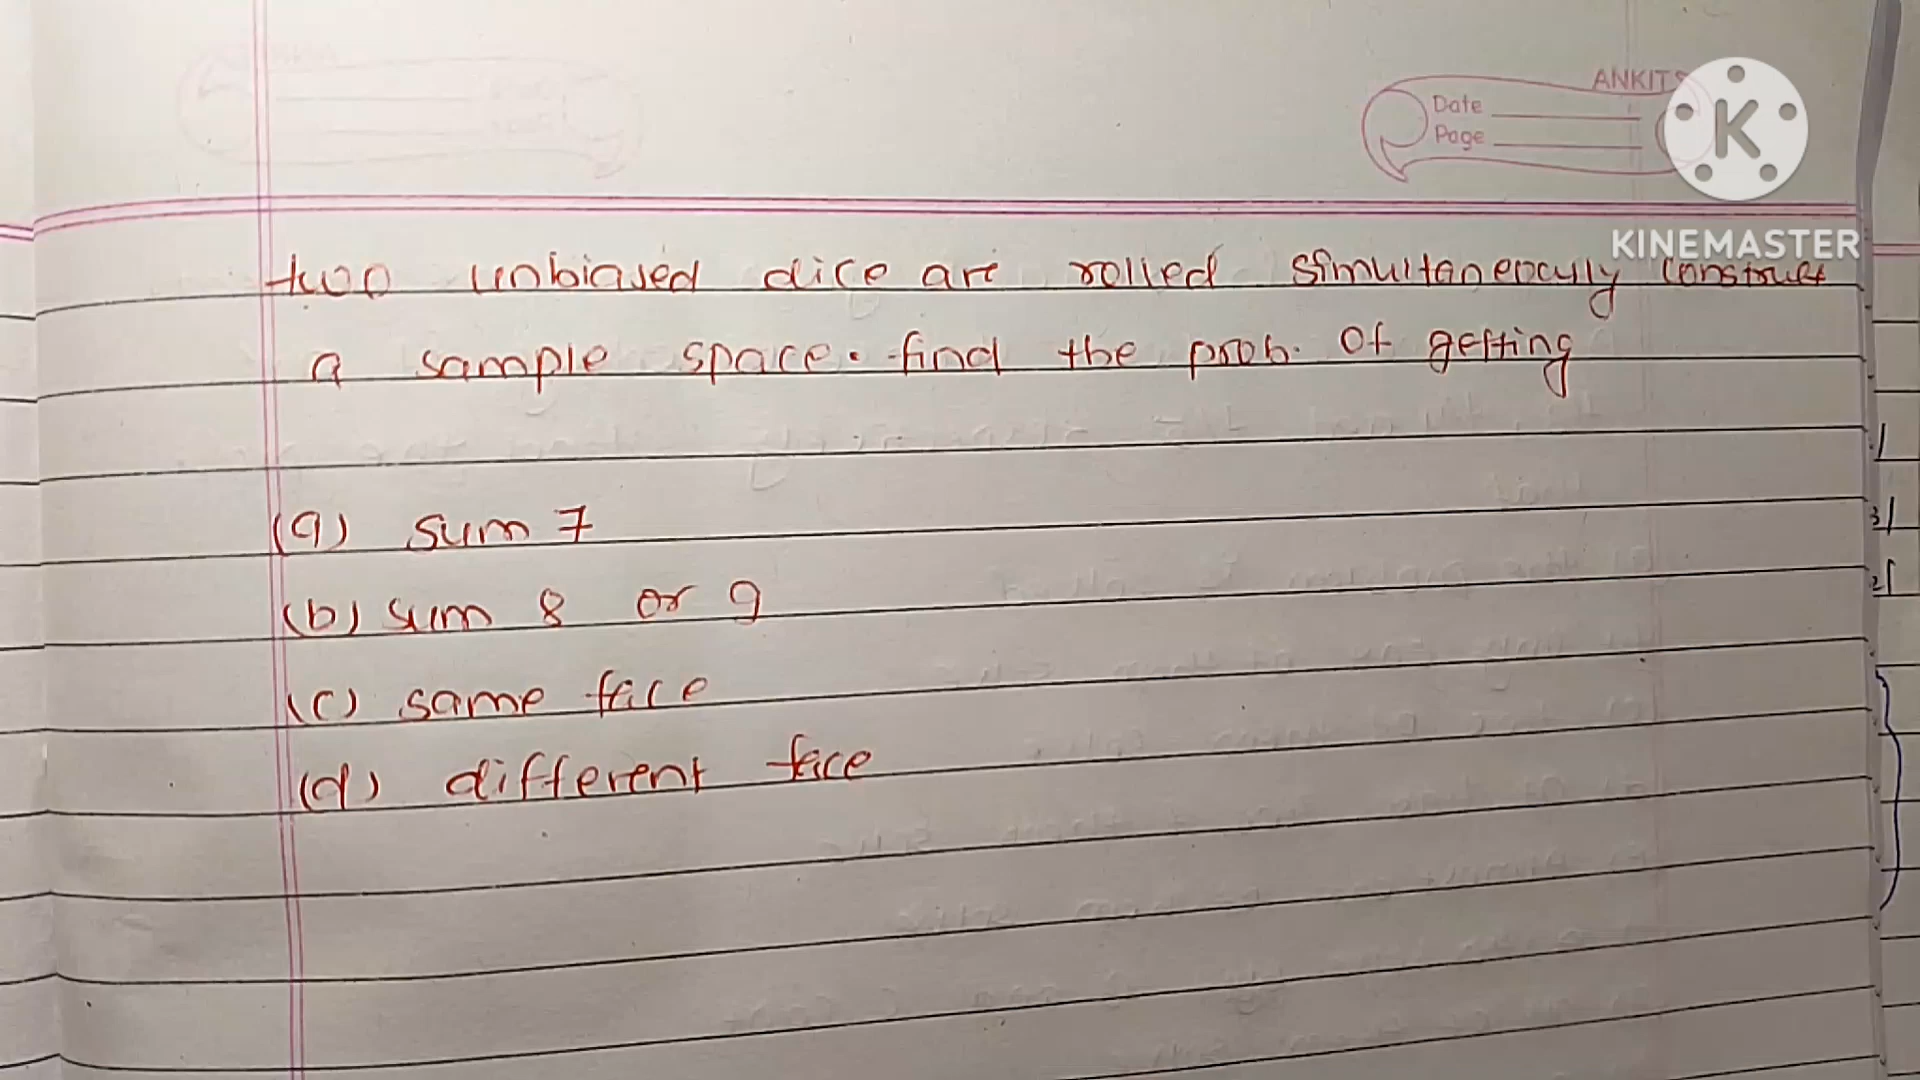 ANKITS
Date
Page
K
KINEMASTER
two unbiased dice are rolled simultaneously construct
a sample space. find the prob. of getting
(a) sum 7
(b) sum 8 or 9
(c) same face
(d) different face